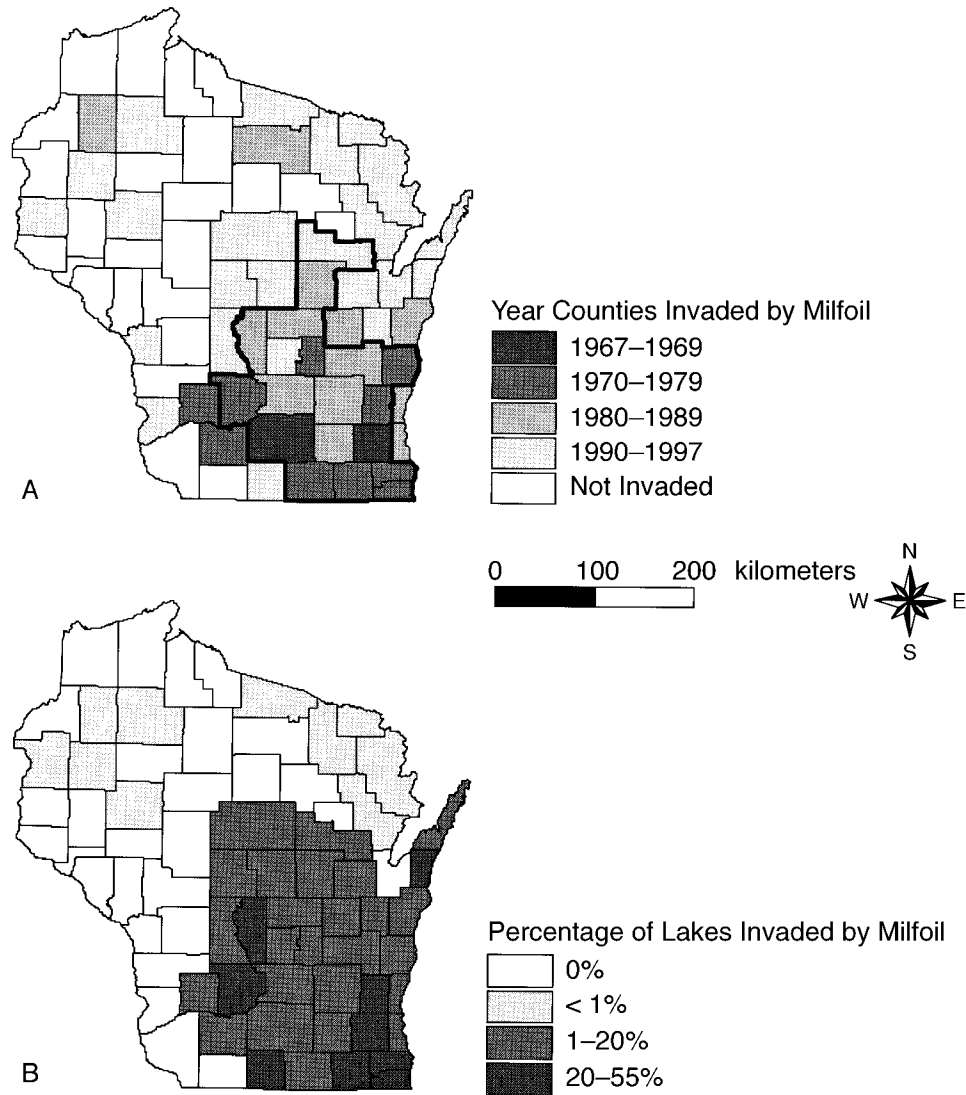 Year Counties Invaded by Milfoil
1967–1969
1970–1979
1980–1989
1990–1997
Not Invaded
A
0 100 200 kilometers
N
W E
S
Percentage of Lakes Invaded by Milfoil
0%
< 1%
1–20%
20–55%
B